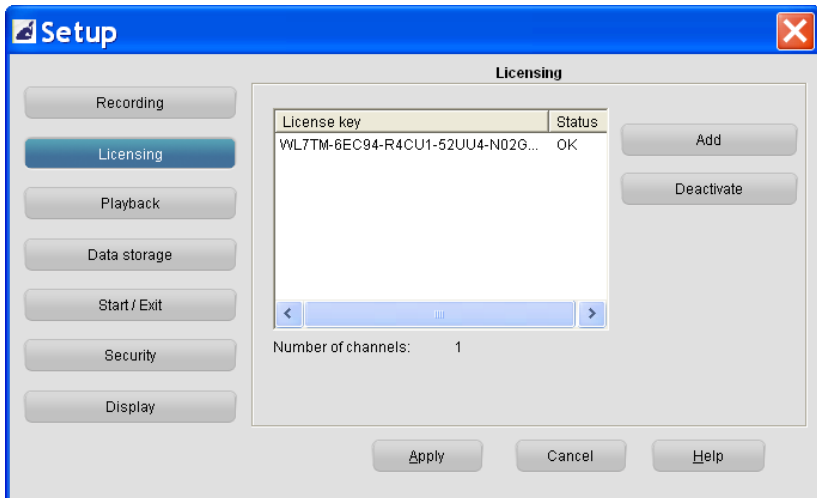 Setup
Licensing
Recording
Licensing
Playback
Data storage
Start / Exit
Security
Display
License key Status
WL7TM-6EC94-R4CU1-52UU4-N02G... OK
Add
Deactivate
Number of channels: 1
Apply Cancel Help